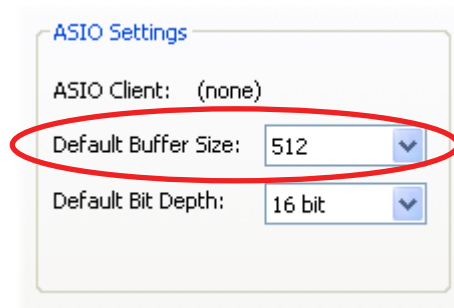 ASIO Settings
ASIO Client: (none)
Default Buffer Size: 512
Default Bit Depth: 16 bit